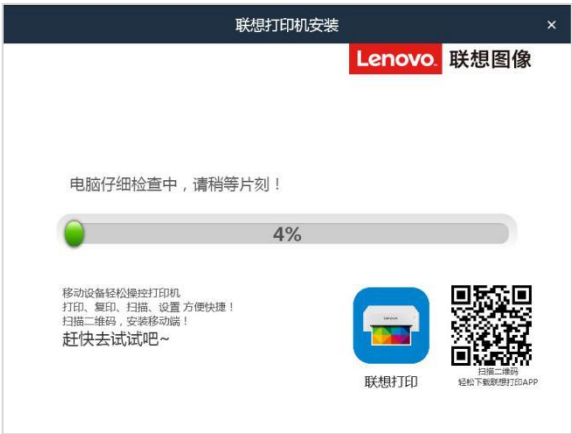 联想打印机安装
×
Lenovo. 联想图像
电脑仔细检查中，请稍等片刻！
4%
移动设备轻松操控打印机
打印、复印、扫描、设置 方便快捷！
扫描二维码，安装移动端！
赶快去试试吧~
联想打印
扫描二维码
轻松下载联想打印APP